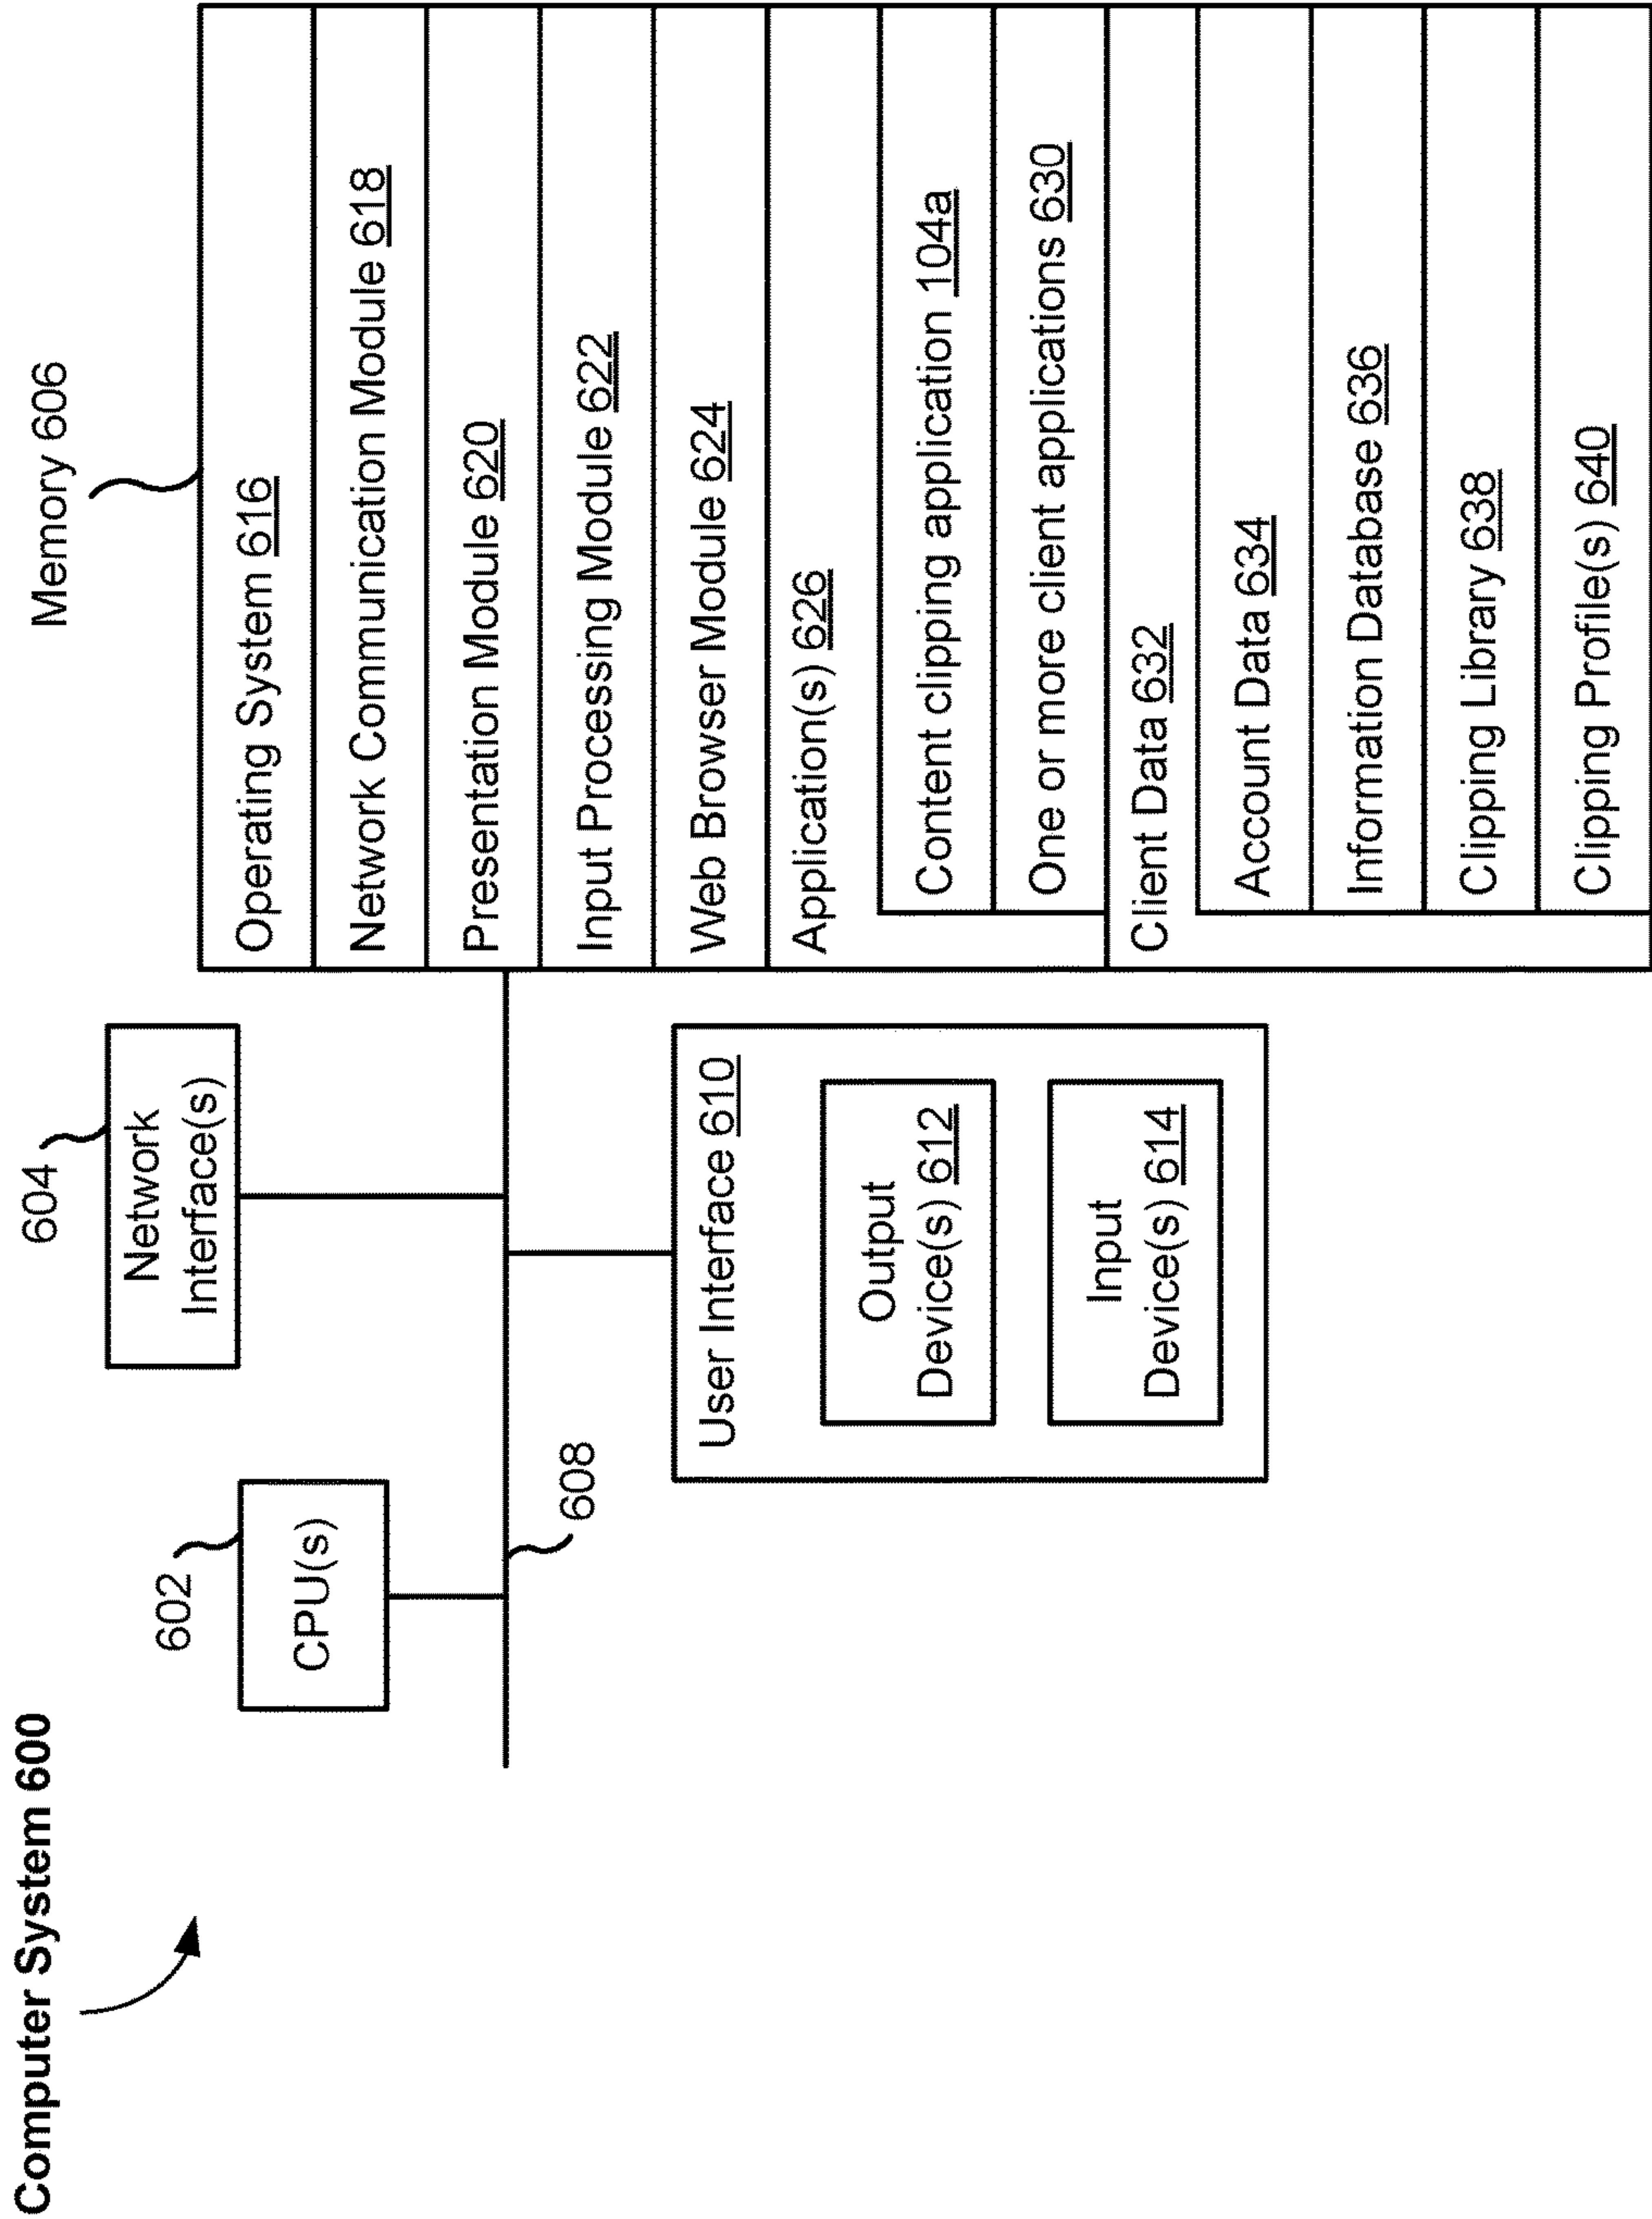 Computer System 600
602
CPU(s)
604
Network
Interface(s)
608
User Interface 610
Output
Device(s) 612
Input
Device(s) 614
Memory 606
Operating System 616
Network Communication Module 618
Presentation Module 620
Input Processing Module 622
Web Browser Module 624
Application(s) 626
Content clipping application 104a
One or more client applications 630
Client Data 632
Account Data 634
Information Database 636
Clipping Library 638
Clipping Profile(s) 640